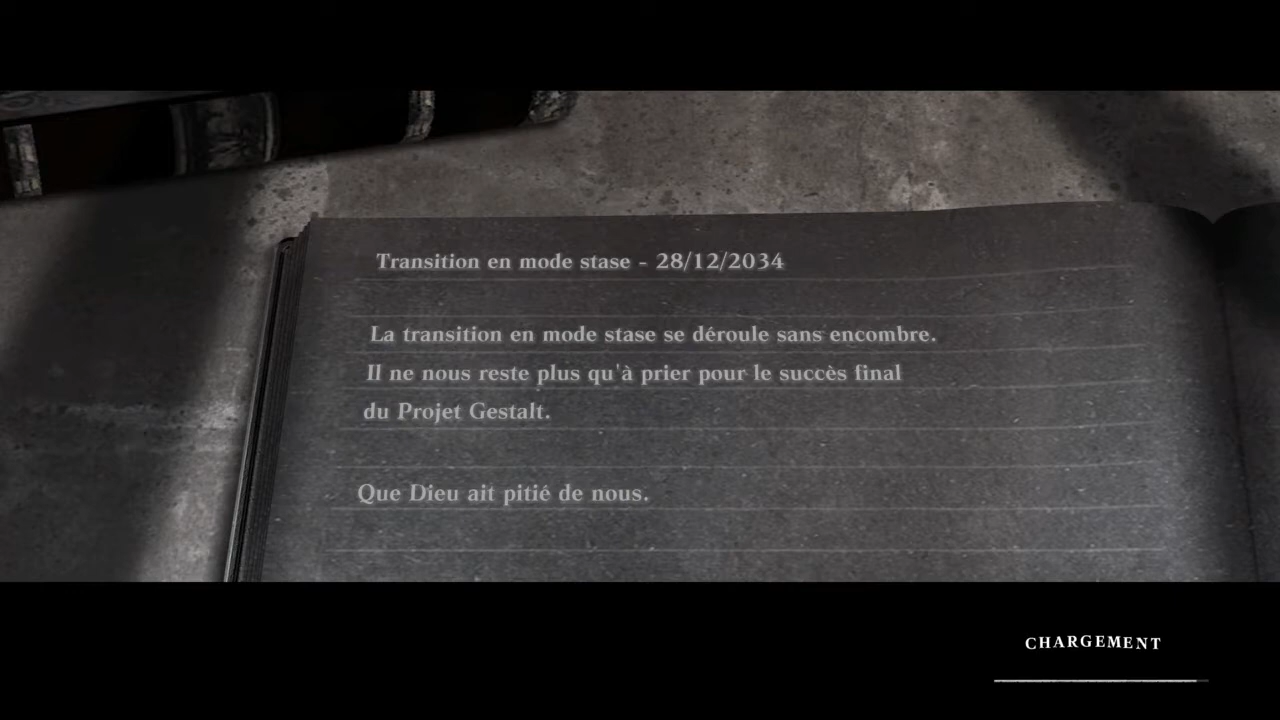 Transition en mode stase - 28/12/2034
La transition en mode stase se déroule sans encombre.
Il ne nous reste plus qu'à prier pour le succès final
du Projet Gestalt.
Que Dieu ait pitié de nous.
CHARGEMENT